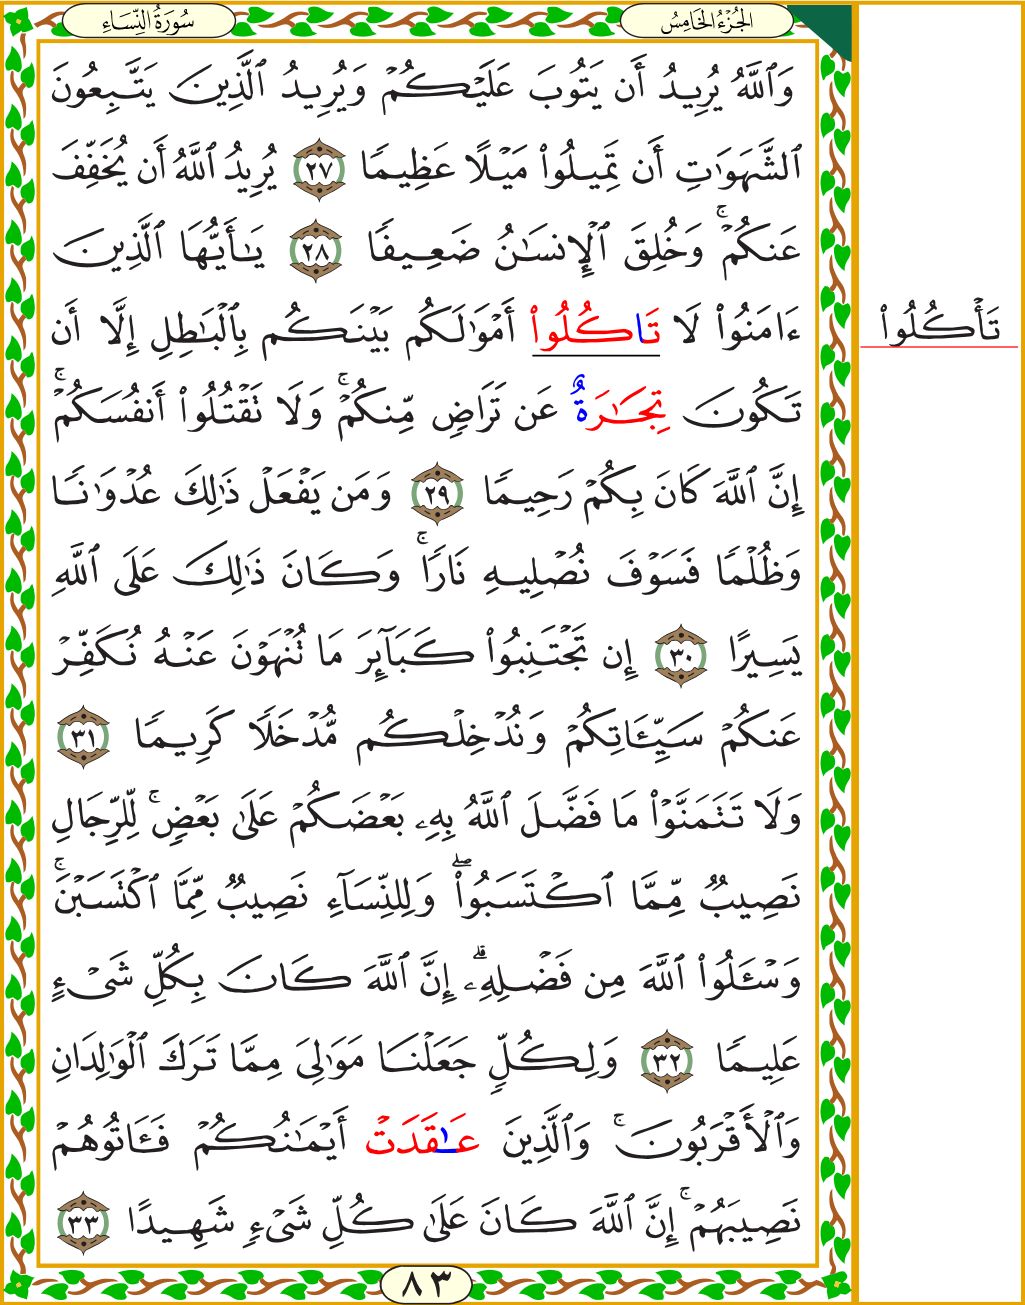 الجُزْءُ الخَامِسُ
سُورَةُ النِّسَاءِ
وَٱللَّهُ يُرِيدُ أَن يَتُوبَ عَلَيْكُمْ وَيُرِيدُ ٱلَّذِينَ يَتَّبِعُونَ
ٱلشَّهَوَٰتِ أَن تَمِيلُوا۟ مَيْلًا عَظِيمًا ٢٧ يُرِيدُ ٱللَّهُ أَن يُخَفِّفَ
عَنكُمْ ۚ وَخُلِقَ ٱلْإِنسَٰنُ ضَعِيفًا ٢٨ يَٰٓأَيُّهَا ٱلَّذِينَ
ءَامَنُوا۟ لَا تَاكُلُوا۟ أَمْوَٰلَكُم بَيْنَكُم بِٱلْبَٰطِلِ إِلَّا أَن
تَأْكُلُوا۟
تَكُونَ تِجَٰرَةٌ عَن تَرَاضٍ مِّنكُمْ ۚ وَلَا تَقْتُلُوا۟ أَنفُسَكُمْ ۚ
إِنَّ ٱللَّهَ كَانَ بِكُمْ رَحِيمًا ٢٩ وَمَن يَفْعَلْ ذَٰلِكَ عُدْوَٰنًا
وَظُلْمًا فَسَوْفَ نُصْلِيهِ نَارًا ۚ وَكَانَ ذَٰلِكَ عَلَى ٱللَّهِ
يَسِيرًا ٣٠ إِن تَجْتَنِبُوا۟ كَبَآئِرَ مَا تُنْهَوْنَ عَنْهُ نُكَفِّرْ
عَنكُمْ سَيِّـَٔاتِكُمْ وَنُدْخِلْكُم مُّدْخَلًا كَرِيمًا ٣١
وَلَا تَتَمَنَّوْا۟ مَا فَضَّلَ ٱللَّهُ بِهِۦ بَعْضَكُمْ عَلَىٰ بَعْضٍ ۚ لِّلرِّجَالِ
نَصِيبٌ مِّمَّا ٱكْتَسَبُوا۟ ۖ وَلِلنِّسَآءِ نَصِيبٌ مِّمَّا ٱكْتَسَبْنَ ۚ
وَسْـَٔلُوا۟ ٱللَّهَ مِن فَضْلِهِۦٓ ۗ إِنَّ ٱللَّهَ كَانَ بِكُلِّ شَىْءٍ
عَلِيمًا ٣٢ وَلِكُلٍّ جَعَلْنَا مَوَٰلِىَ مِمَّا تَرَكَ ٱلْوَٰلِدَانِ
وَٱلْأَقْرَبُونَ ۚ وَٱلَّذِينَ عَٰقَدَتْ أَيْمَٰنُكُمْ فَـَٔاتُوهُمْ
نَصِيبَهُمْ ۚ إِنَّ ٱللَّهَ كَانَ عَلَىٰ كُلِّ شَىْءٍ شَهِيدًا ٣٣
٨٣